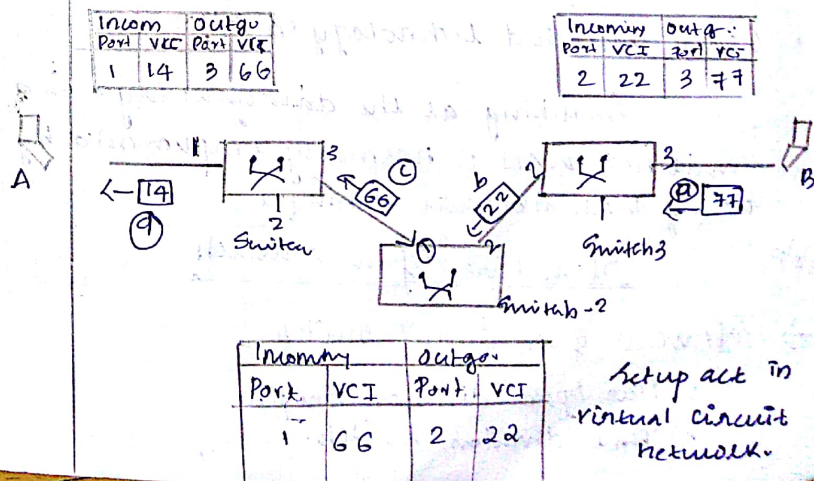 Incom Outgo
Port VCI Port VCI
1 14 3 66
Incoming outg.
Port VCI Port VCI
2 22 3 77
A
1
3
2
← 14
66
c
b
22
2
3
a
← 77
B
Switch3
1
2
Switch-2
Incoming Outgo.
Port VCI Port VCI
1 66 2 22
Setup ack in
virtual circuit
network.